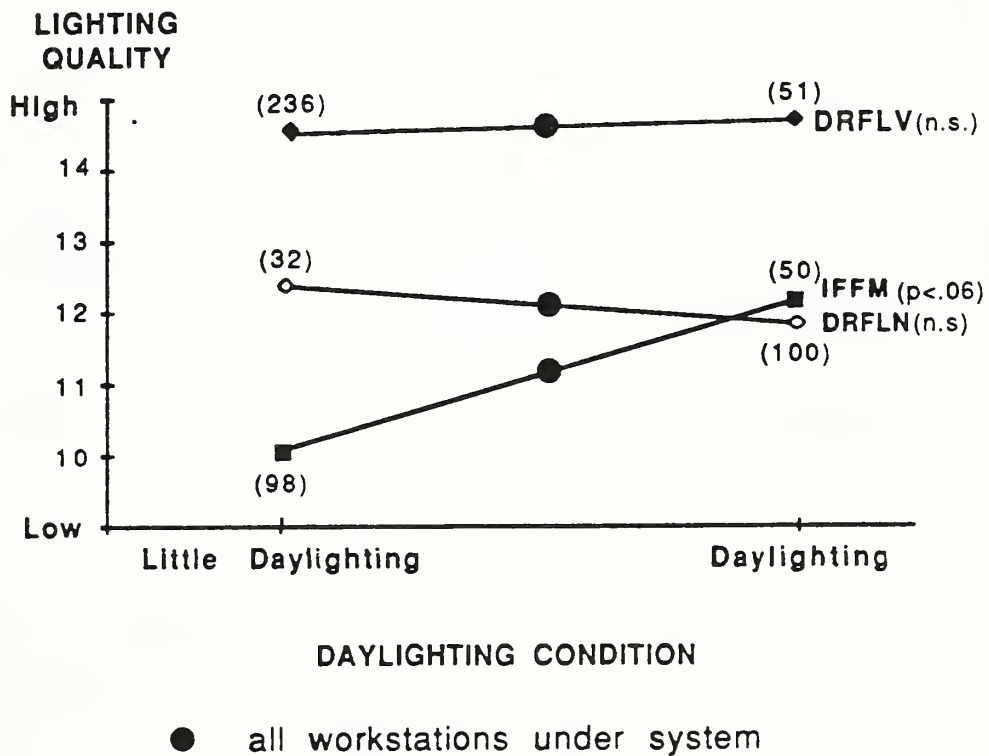 LIGHTING
QUALITY
High
(236)
(51)
DRFLV (n.s.)
14
13
(32)
(50)
IFFM (p<.06)
12
DRFLN (n.s)
(100)
11
10
(98)
Low
Little Daylighting
Daylighting
DAYLIGHTING CONDITION
all workstations under system